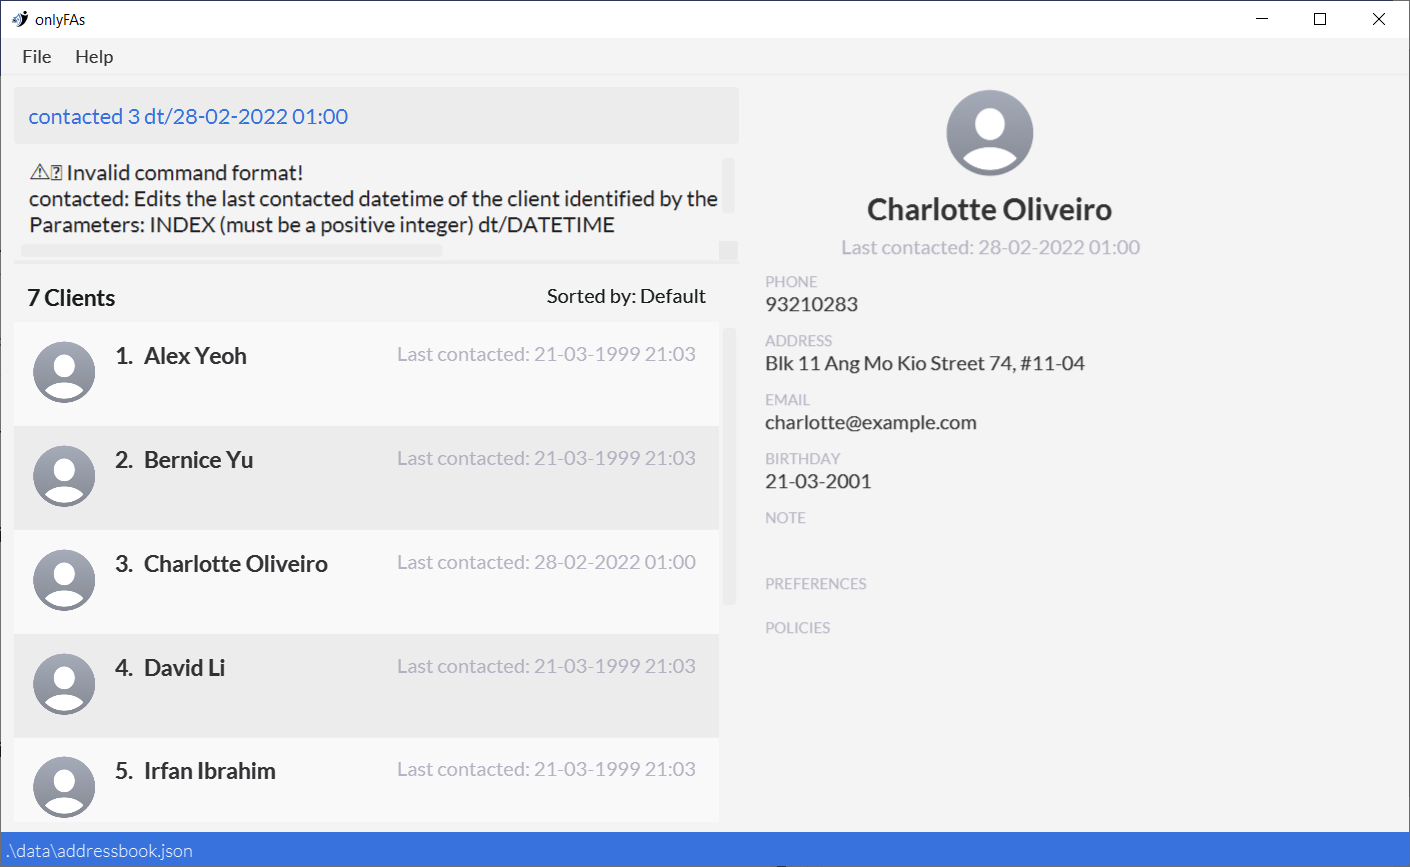 onlyFAs
File Help
contacted 3 dt/28-02-2022 01:00
⚠ Invalid command format!
contacted: Edits the last contacted datetime of the client identified by the
Parameters: INDEX (must be a positive integer) dt/DATETIME
7 Clients Sorted by: Default
1. Alex Yeoh Last contacted: 21-03-1999 21:03
2. Bernice Yu Last contacted: 21-03-1999 21:03
3. Charlotte Oliveiro Last contacted: 28-02-2022 01:00
4. David Li Last contacted: 21-03-1999 21:03
5. Irfan Ibrahim Last contacted: 21-03-1999 21:03
Charlotte Oliveiro
Last contacted: 28-02-2022 01:00
PHONE
93210283
ADDRESS
Blk 11 Ang Mo Kio Street 74, #11-04
EMAIL
charlotte@example.com
BIRTHDAY
21-03-2001
NOTE
PREFERENCES
POLICIES
.\data\addressbook.json